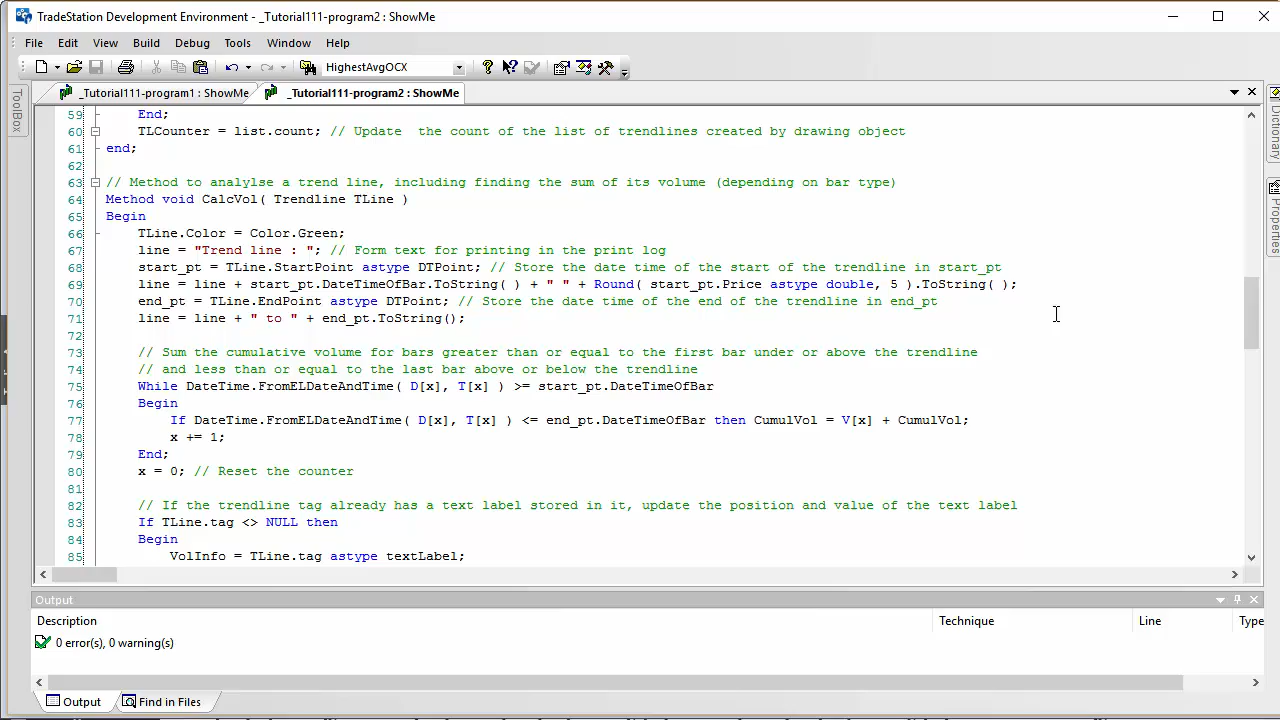 TradeStation Development Environment - _Tutorial111-program2 : ShowMe
File Edit View Build Debug Tools Window Help
HighestAvgOCX
_Tutorial111-program1 : ShowMe _Tutorial111-program2 : ShowMe
ToolBox
Dictionary
Properties
59 End;
60 TLCounter = list.count; // Update  the count of the list of trendlines created by drawing object
61 end;
62
63 // Method to analylse a trend line, including finding the sum of its volume (depending on bar type)
64 Method void CalcVol( Trendline TLine )
65 Begin
66 TLine.Color = Color.Green;
67 line = "Trend line : "; // Form text for printing in the print log
68 start_pt = TLine.StartPoint astype DTPoint; // Store the date time of the start of the trendline in start_pt
69 line = line + start_pt.DateTimeOfBar.ToString( ) + " " + Round( start_pt.Price astype double, 5 ).ToString( );
70 end_pt = TLine.EndPoint astype DTPoint; // Store the date time of the end of the trendline in end_pt
71 line = line + " to " + end_pt.ToString();
72
73 // Sum the cumulative volume for bars greater than or equal to the first bar under or above the trendline
74 // and less than or equal to the last bar above or below the trendline
75 While DateTime.FromELDateAndTime( D[x], T[x] ) >= start_pt.DateTimeOfBar
76 Begin
77 If DateTime.FromELDateAndTime( D[x], T[x] ) <= end_pt.DateTimeOfBar then CumulVol = V[x] + CumulVol;
78 x += 1;
79 End;
80 x = 0; // Reset the counter
81
82 // If the trendline tag already has a text label stored in it, update the position and value of the text label
83 If TLine.tag <> NULL then
84 Begin
85 VolInfo = TLine.tag astype textLabel;
Output
Description Technique Line Type
0 error(s), 0 warning(s)
Output Find in Files